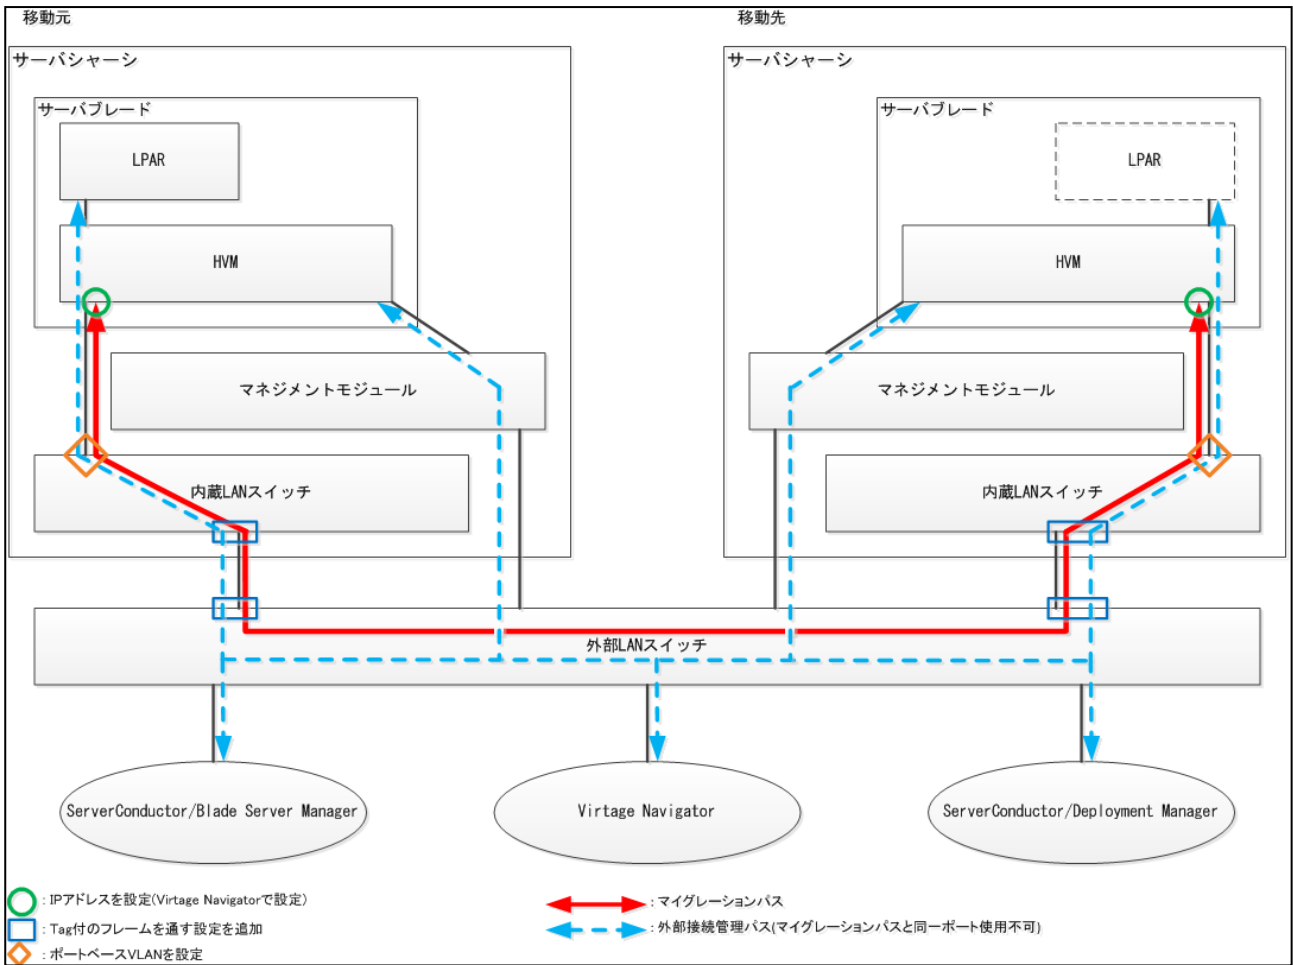 移動元
移動先
サーバシャーシ
サーバシャーシ
サーバブレード
サーバブレード
LPAR
LPAR
HVM
HVM
マネジメントモジュール
マネジメントモジュール
内蔵LANスイッチ
内蔵LANスイッチ
外部LANスイッチ
ServerConductor/Blade Server Manager
Virtage Navigator
ServerConductor/Deployment Manager
: IPアドレスを設定(Virtage Navigatorで設定)
: マイグレーションパス
: Tag付のフレームを通す設定を追加
: 外部接続管理パス(マイグレーションパスと同一ポート使用不可)
: ポートベースVLANを設定